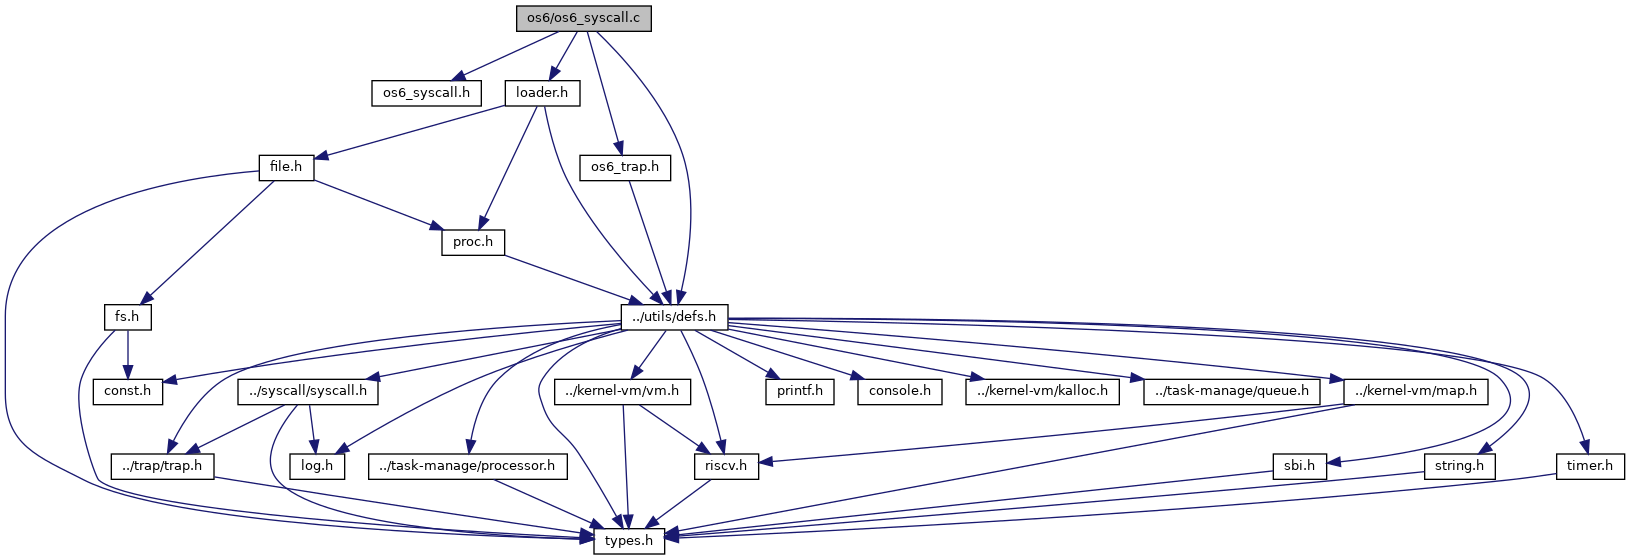 os6/os6_syscall.c
os6_syscall.h
loader.h
file.h
os6_trap.h
proc.h
fs.h
../utils/defs.h
const.h
../syscall/syscall.h
../kernel-vm/vm.h
printf.h
console.h
../kernel-vm/kalloc.h
../task-manage/queue.h
../kernel-vm/map.h
../trap/trap.h
log.h
../task-manage/processor.h
riscv.h
sbi.h
string.h
timer.h
types.h